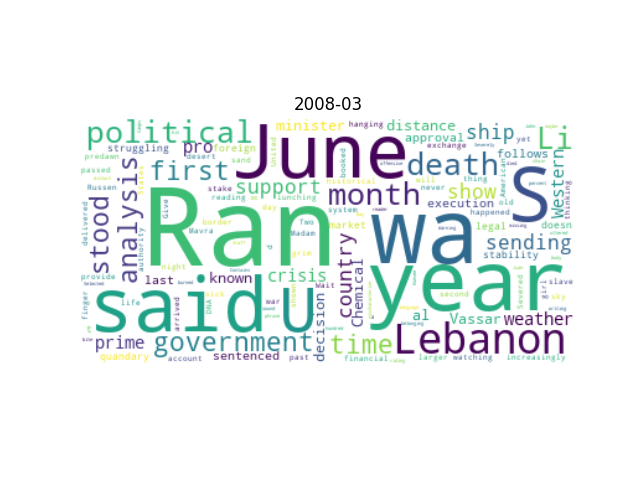 2008-03
political
struggling
pro
foreign
minister
hanging
distance
approval
exchange
ship
yet
Li
June
predawn
passed
Russen
first
desert
sand
United
booked
month
support
stake
reading
lunching
death
follows
American
never
show
execution
old
happened
thing
legal
doesn
S
Western
thinking
analysis
stood
delivered
Ran
wa
year
sending
stability
Give
border
Mavra
night
authority
States
system
market
Two
Madam
grim
country
Chemical
crisis
last
known
day
provide
finger
life
arrived
sick
DNA
war
Wait
said
U
decision
al
second
Vassar
weather
Severed
girl
slave
sky
prime
government
time
Lebanon
quandary
account
sentenced
past
financial
historical
will
larger
watching
increasingly